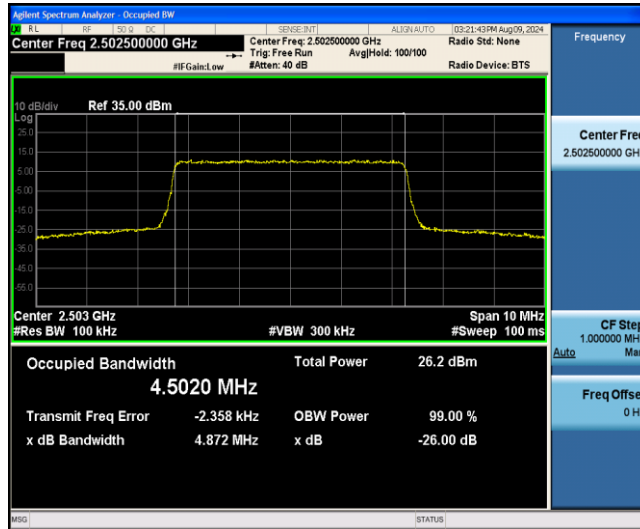 Agilent Spectrum Analyzer - Occupied BW
RL RF 50 Ω DC SENSE:INT ALIGN AUTO 03:21:43PM Aug 09, 2024
Center Freq 2.502500000 GHz
Center Freq: 2.502500000 GHz
Radio Std: None
Trig: Free Run Avg|Hold: 100/100
#IFGain:Low #Atten: 40 dB
Radio Device: BTS
10 dB/div Ref 35.00 dBm
Log
25.0
15.0
5.00
-5.00
-15.0
-25.0
-35.0
-45.0
-55.0
Center 2.503 GHz Span 10 MHz
#Res BW 100 kHz #VBW 300 kHz #Sweep 100 ms
Occupied Bandwidth Total Power 26.2 dBm
4.5020 MHz
Transmit Freq Error -2.358 kHz OBW Power 99.00 %
x dB Bandwidth 4.872 MHz x dB -26.00 dB
MSG STATUS
Frequency
Center Fre
2.502500000 GH
CF Step
1.000000 MH
Auto Ma
Freq Offse
0 H